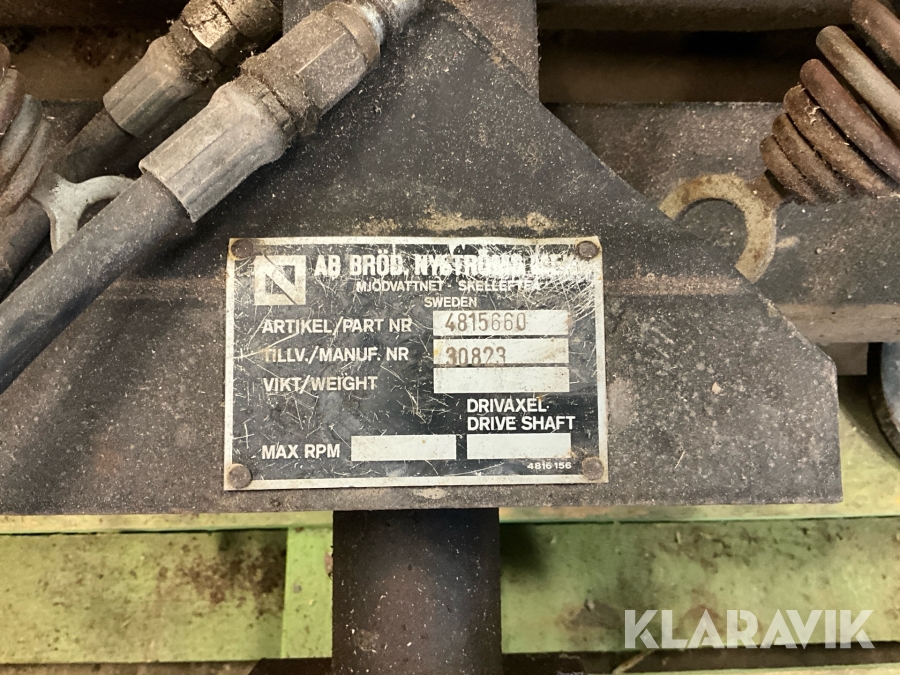 AB BRÖD. NYSTRÖMS
MJÖDVATTNET - SKELLEFTEÅ
SWEDEN
ARTIKEL/PART NR 4815660
TILLV./MANUF. NR 30823
VIKT/WEIGHT
DRIVAXEL
DRIVE SHAFT
MAX RPM
4816156
KLARAVIK